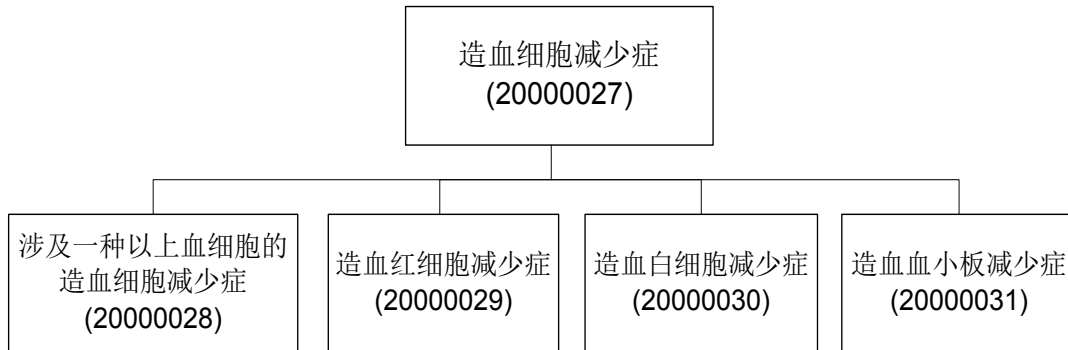 造血细胞减少症
(20000027)
涉及一种以上血细胞的
造血细胞减少症
(20000028)
造血红细胞减少症
(20000029)
造血白细胞减少症
(20000030)
造血血小板减少症
(20000031)